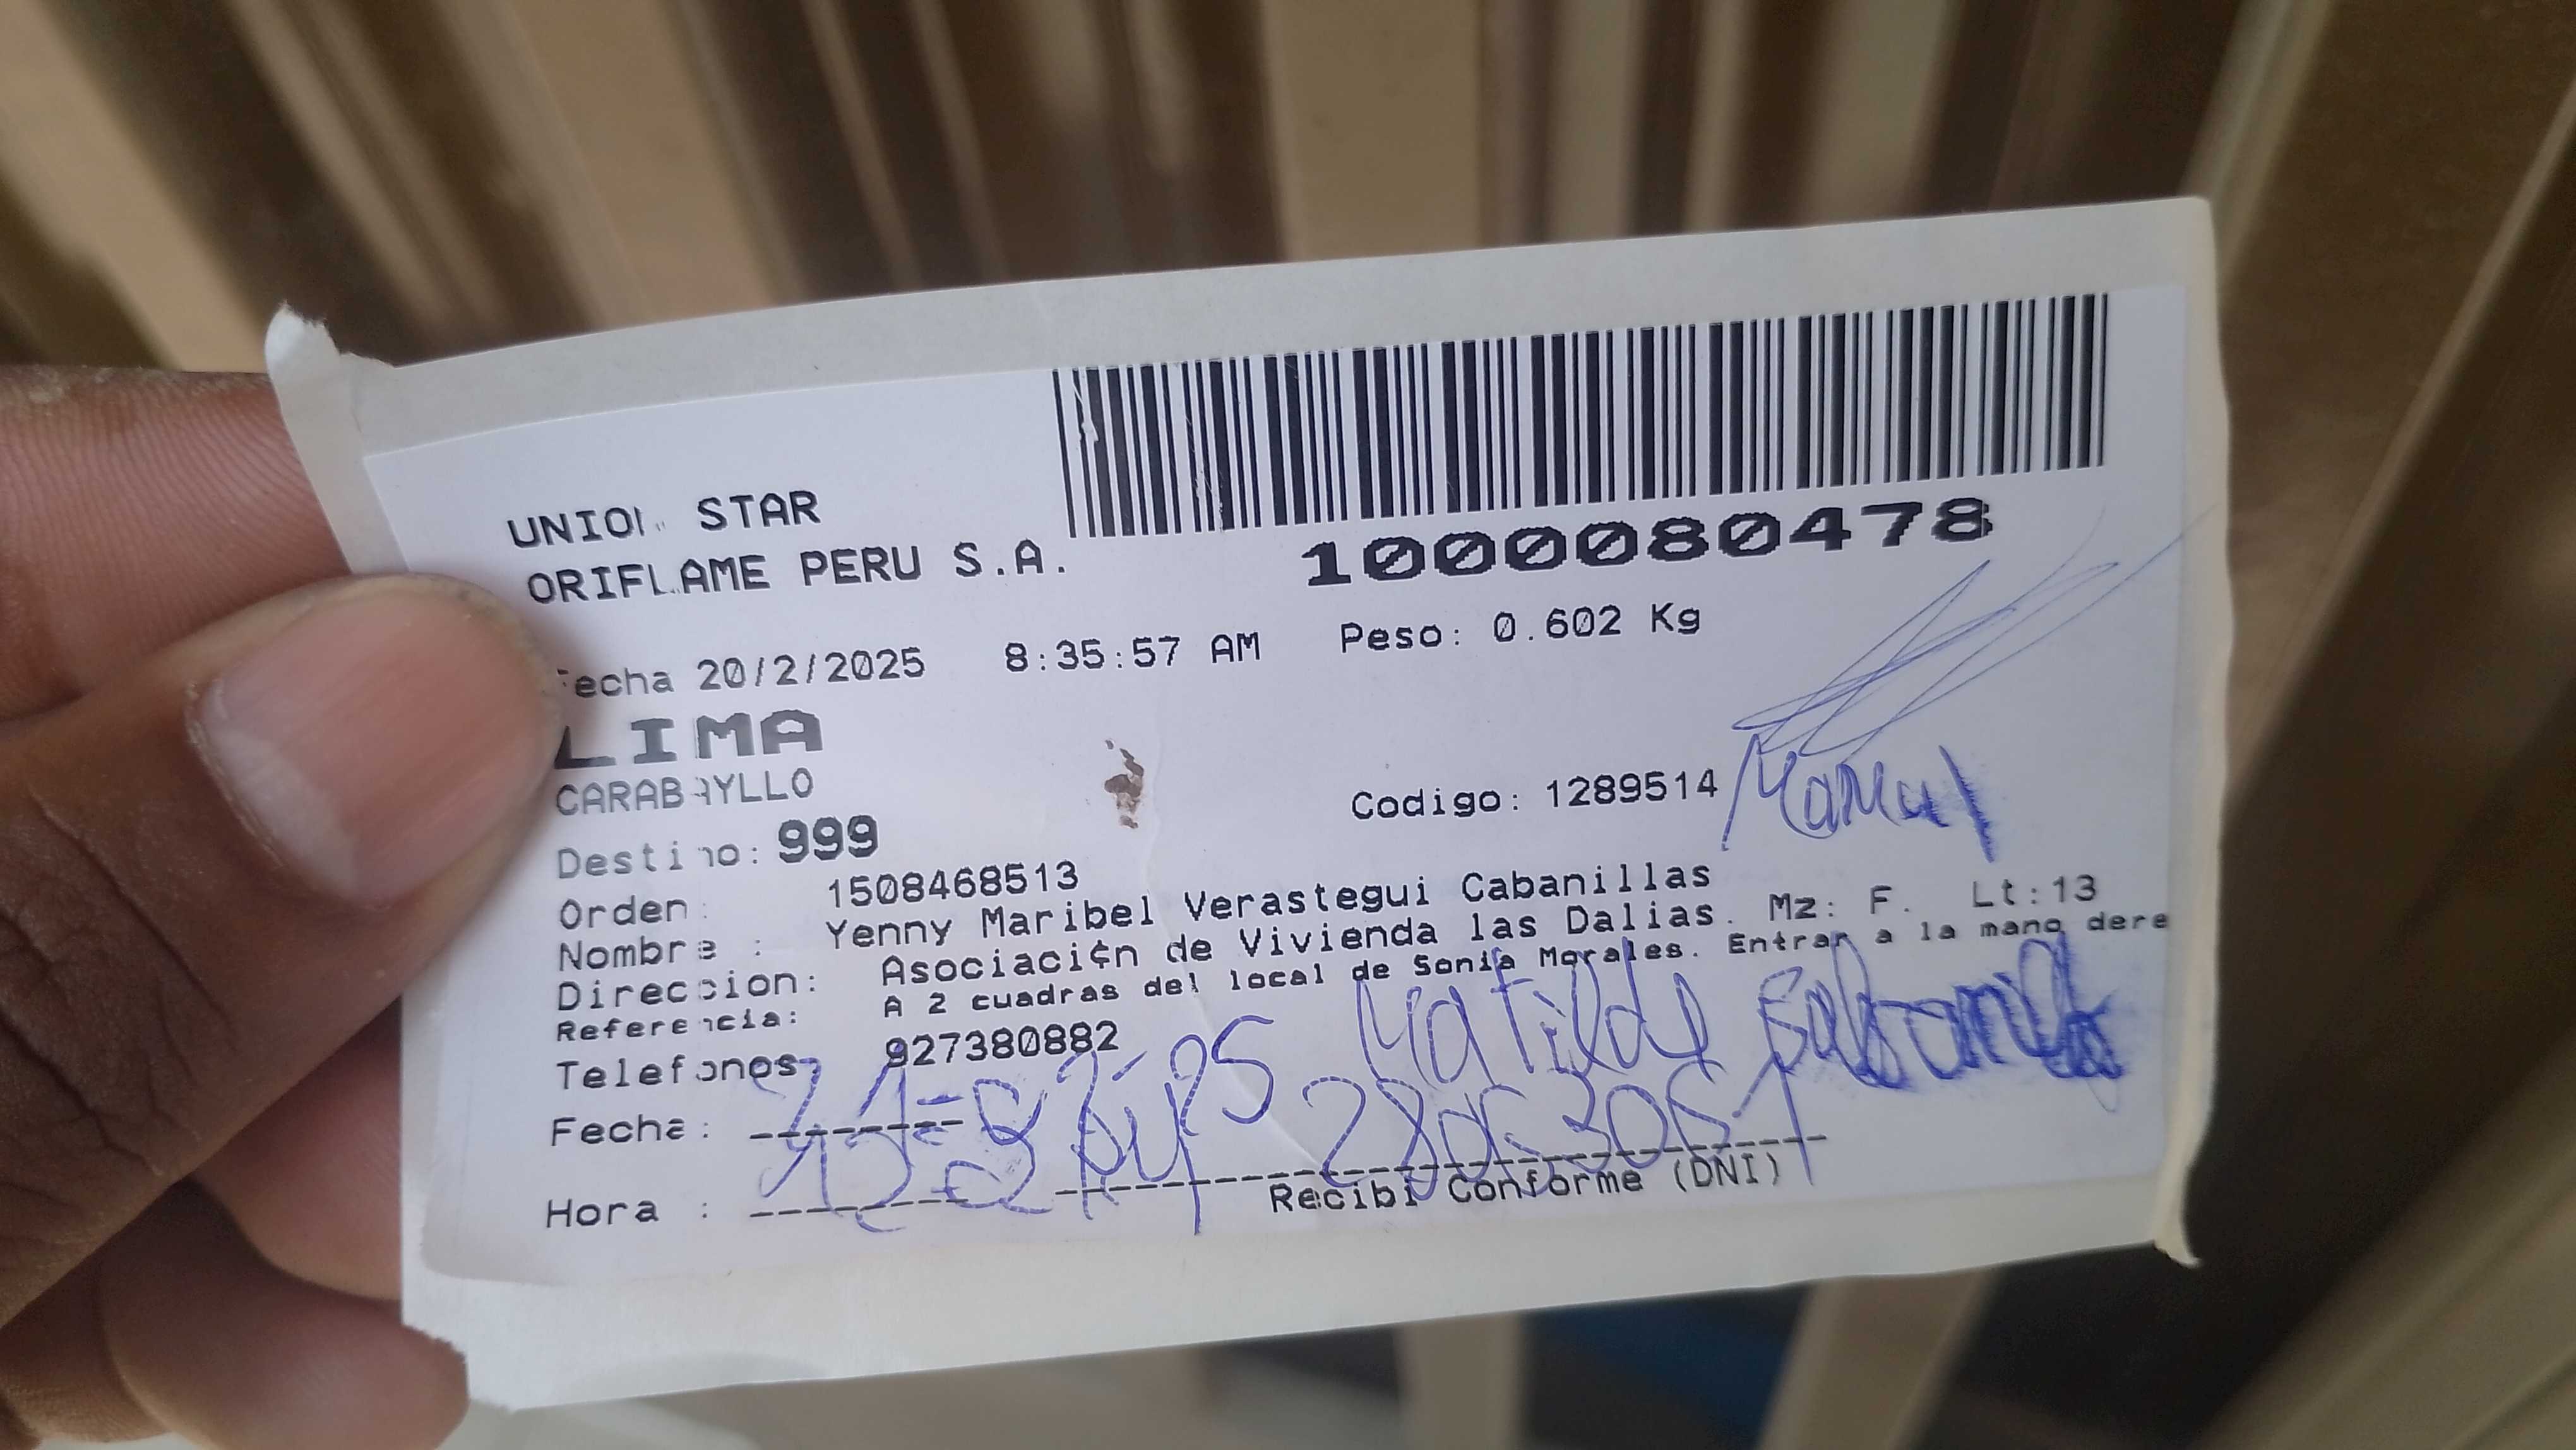 UNION STAR
ORIFLAME PERU S.A.
1000080478
Fecha 20/2/2025 8:35:57 AM Peso: 0.602 Kg
LIMA
CARABAYLLO
Destino: 999 Codigo: 1289514
Orden: 1508468513
Nombre : Yenny Maribel Verastegui Cabanillas
Direccion: Asociaci¢n de Vivienda las Dalias. Mz: F. Lt:13
Referencia: A 2 cuadras del local de Sonia Morales. Entrar a la mano dere
Telefonos 927380882
Matilde
Fecha:
Hora :
Recibi Conforme (DNI)